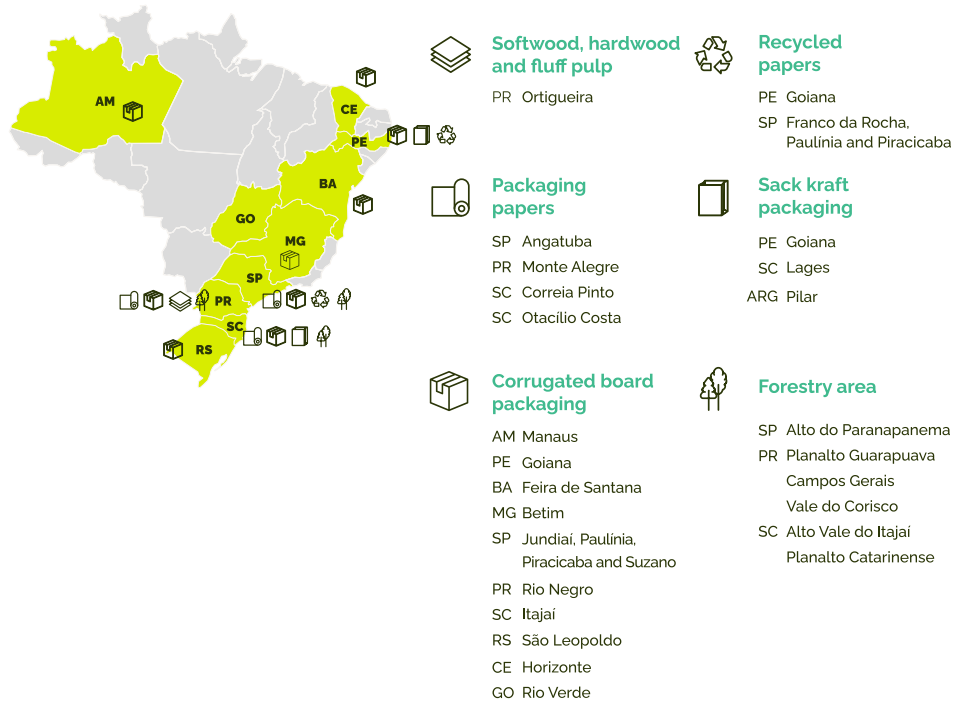 AM
CE
PE
BA
GO
MG
SP
PR
SC
RS
Softwood, hardwood
and fluff pulp
PR Ortigueira
Packaging
papers
SP Angatuba
PR Monte Alegre
SC Correia Pinto
SC Otacílio Costa
Corrugated board
packaging
AM Manaus
PE Goiana
BA Feira de Santana
MG Betim
SP Jundiaí, Paulínia,
Piracicaba and Suzano
PR Rio Negro
SC Itajaí
RS São Leopoldo
CE Horizonte
GO Rio Verde
Recycled
papers
PE Goiana
SP Franco da Rocha,
Paulínia and Piracicaba
Sack kraft
packaging
PE Goiana
SC Lages
ARG Pilar
Forestry area
SP Alto do Paranapanema
PR Planalto Guarapuava
Campos Gerais
Vale do Corisco
SC Alto Vale do Itajaí
Planalto Catarinense